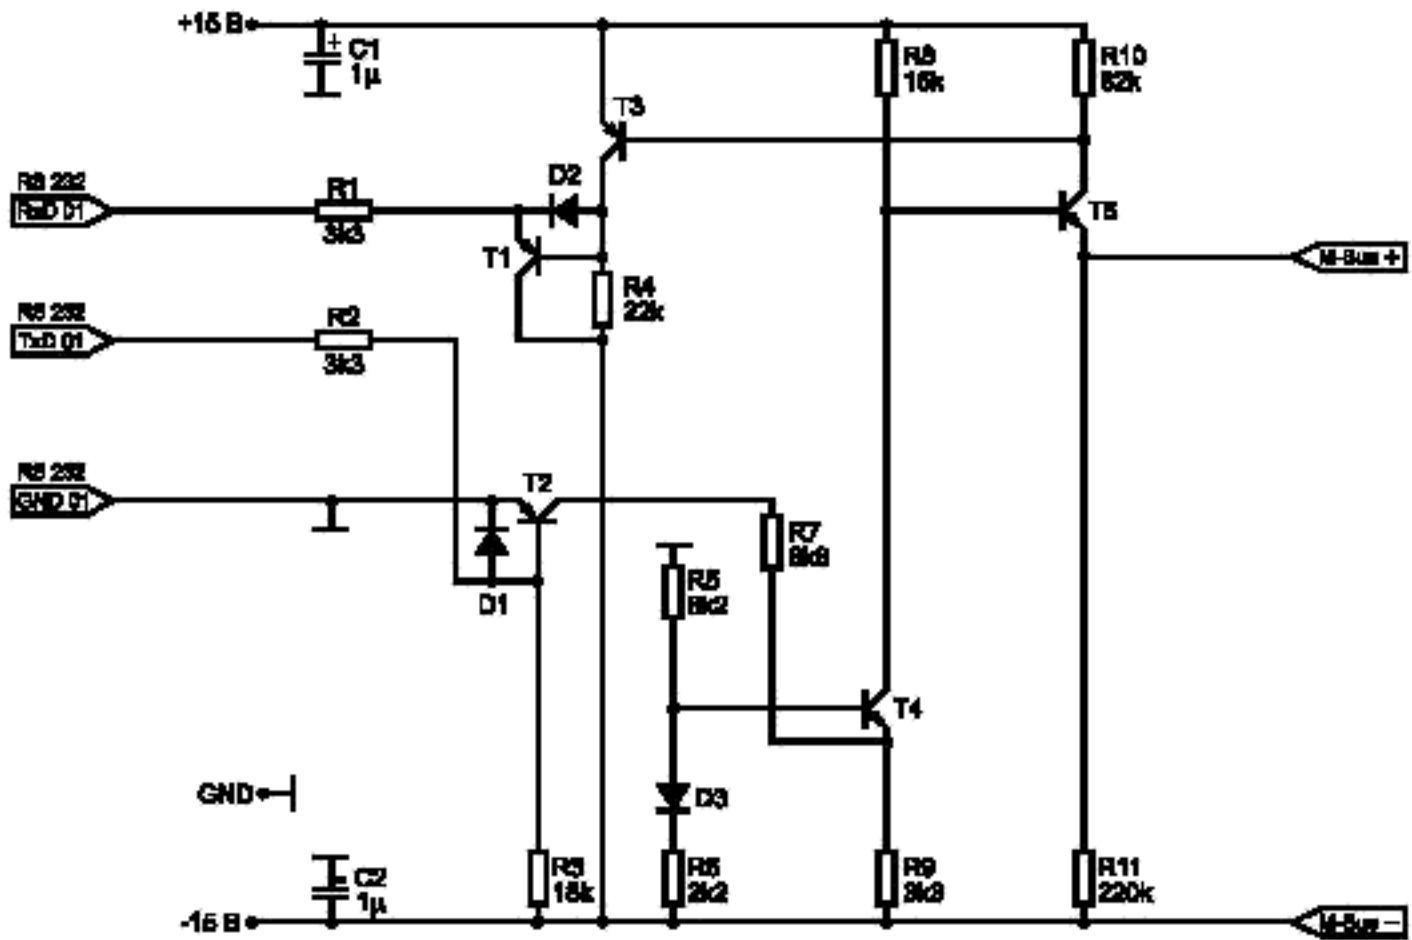 +15 В
C1
1µ
T3
R8
15k
R10
82k
RS 232
RxD 01
R1
3k3
D2
T1
R4
22k
T5
M-Bus +
RS 232
TxD 01
R2
3k3
RS 232
GND 01
T2
D1
R7
R5
8k2
T4
GND
D3
C2
1µ
R3
15k
2k2
R9
3k3
R11
220k
-15 В
M-Bus −